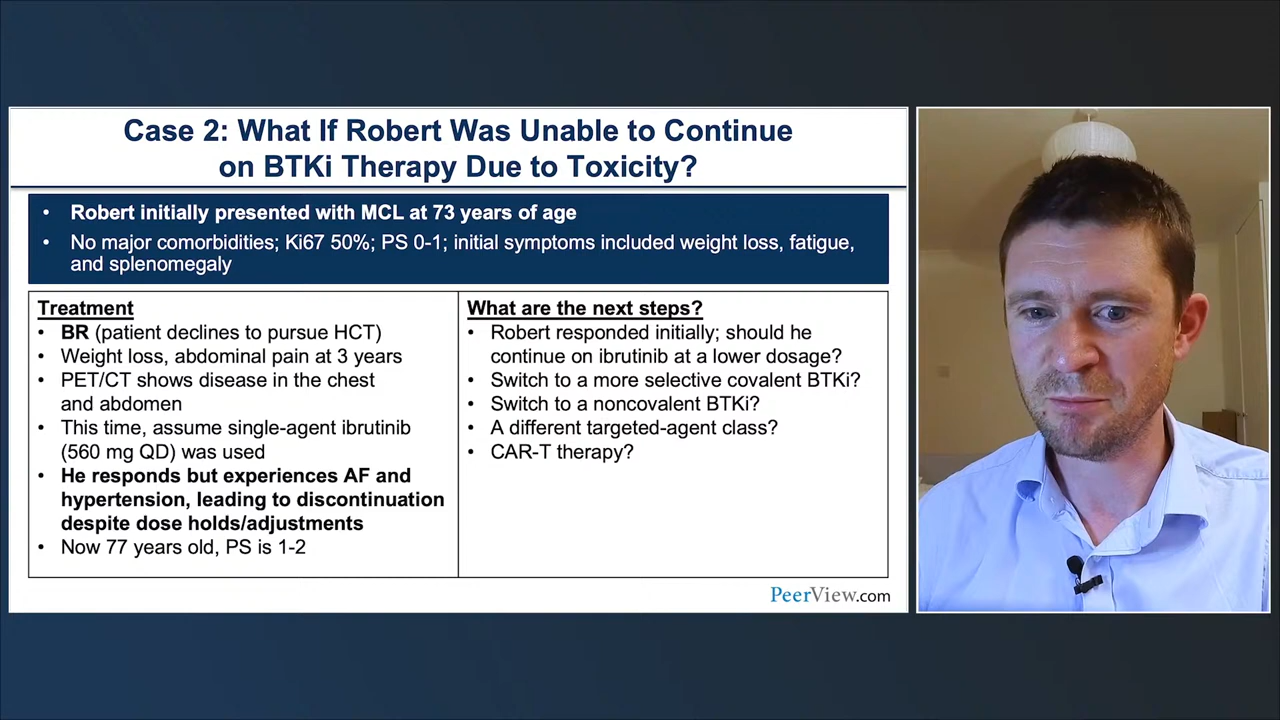 Case 2: What If Robert Was Unable to Continue
on BTKi Therapy Due to Toxicity?
• Robert initially presented with MCL at 73 years of age
• No major comorbidities; Ki67 50%; PS 0-1; initial symptoms included weight loss, fatigue,
and splenomegaly
Treatment
• BR (patient declines to pursue HCT)
• Weight loss, abdominal pain at 3 years
• PET/CT shows disease in the chest
and abdomen
• This time, assume single-agent ibrutinib
(560 mg QD) was used
• He responds but experiences AF and
hypertension, leading to discontinuation
despite dose holds/adjustments
• Now 77 years old, PS is 1-2
What are the next steps?
• Robert responded initially; should he
continue on ibrutinib at a lower dosage?
• Switch to a more selective covalent BTKi?
• Switch to a noncovalent BTKi?
• A different targeted-agent class?
• CAR-T therapy?
PeerView.com